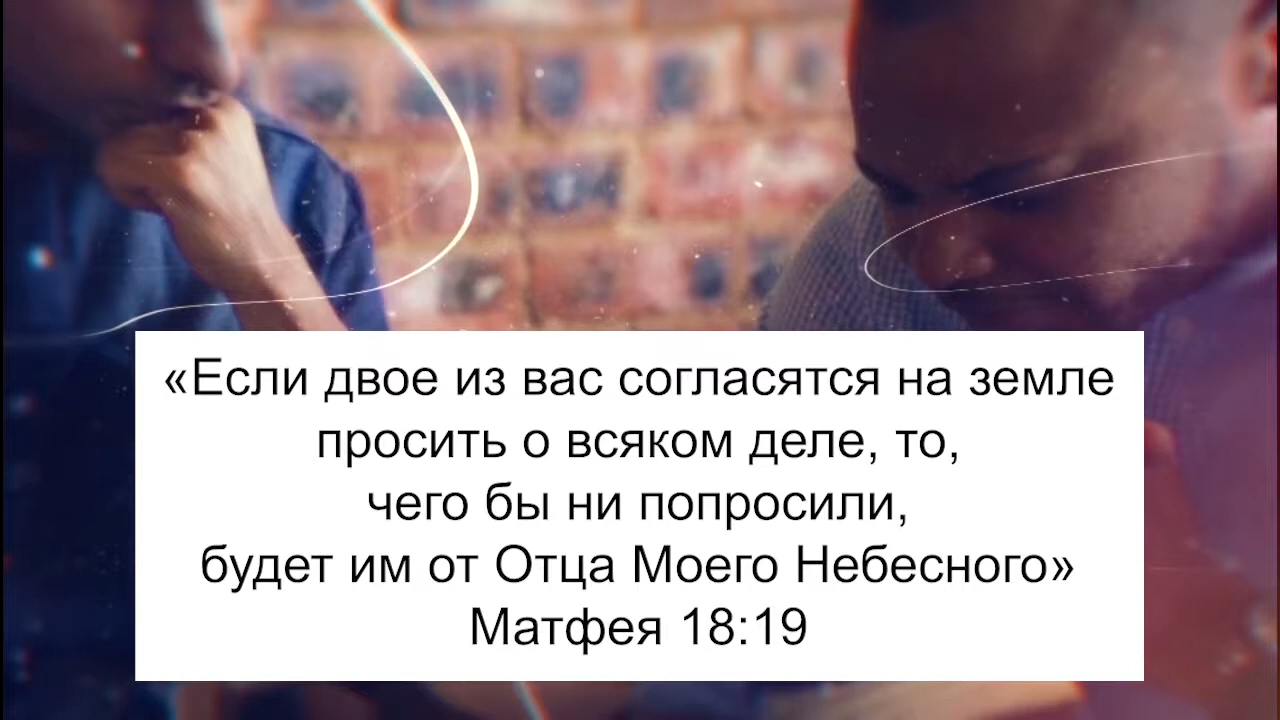 «Если двое из вас согласятся на земле
просить о всяком деле, то,
чего бы ни попросили,
будет им от Отца Моего Небесного»
Матфея 18:19